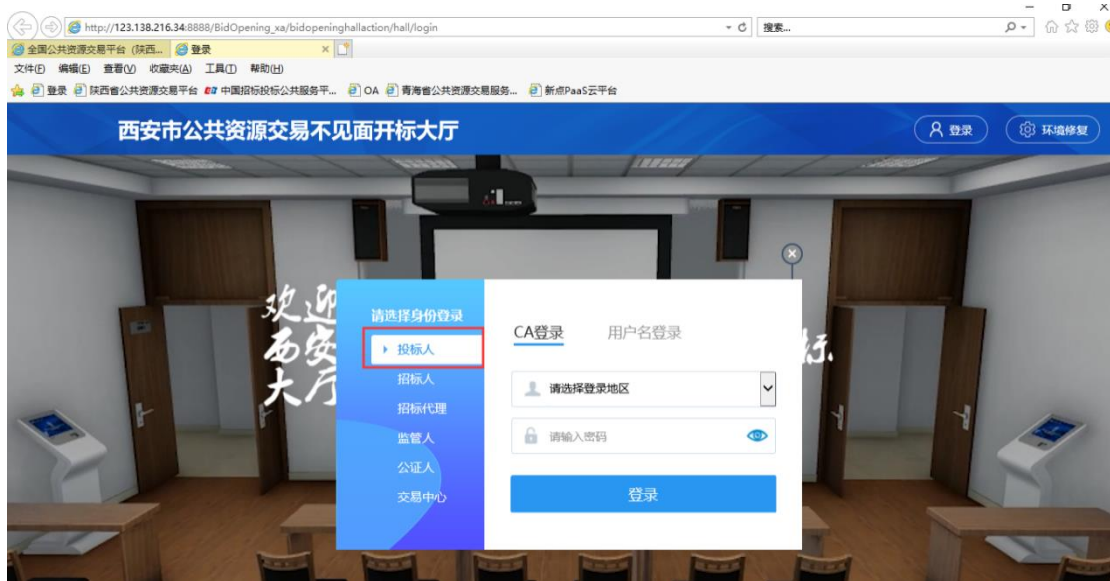 http://123.138.216.34:8888/BidOpening_xa/bidopeninghallaction/hall/login
搜索...
全国公共资源交易平台（陕西...
登录
文件(F) 编辑(E) 查看(V) 收藏夹(A) 工具(T) 帮助(H)
登录 陕西省公共资源交易平台 中国招标投标公共服务平... OA 青海省公共资源交易服务... 新点PaaS云平台
西安市公共资源交易不见面开标大厅
登录
环境修复
欢迎
西安 标
大厅
请选择身份登录
投标人
招标人
招标代理
监管人
公证人
交易中心
CA登录 用户名登录
请选择登录地区
请输入密码
登录